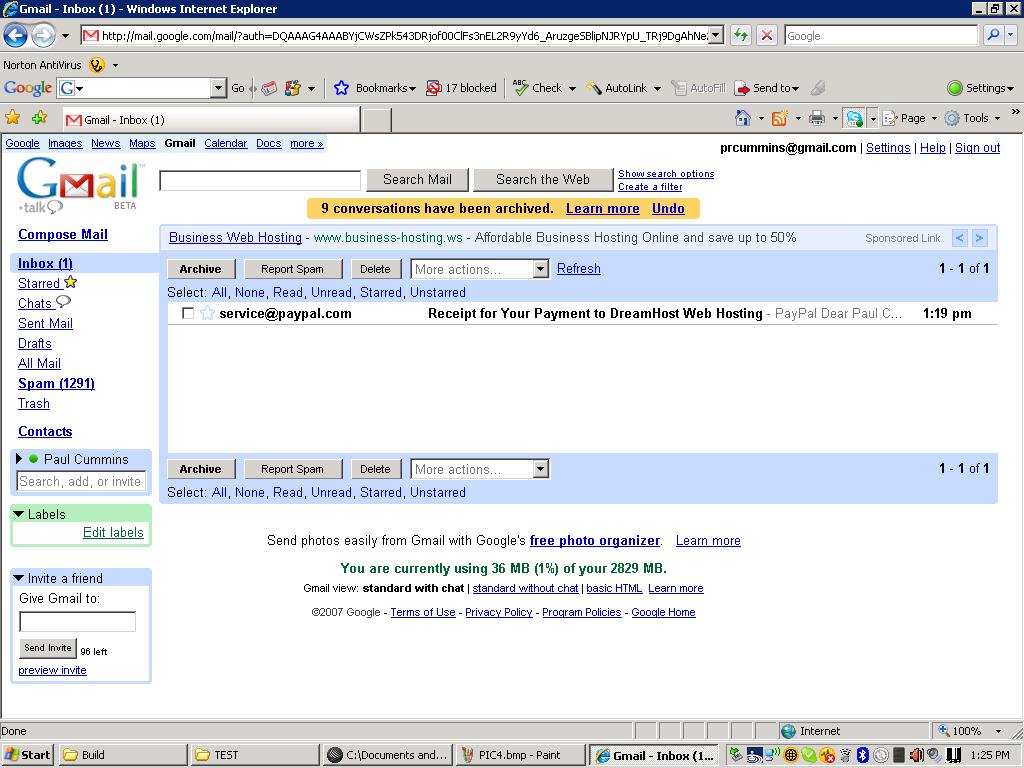 Gmail - Inbox (1) - Windows Internet Explorer
Norton AntiVirus
Google Go Bookmarks 17 blocked Check AutoLink AutoFill Send to Settings
Gmail - Inbox (1) Page Tools »
Google Images News Maps Gmail Calendar Docs more » prcummins@gmail.com | Settings | Help | Sign out
Gmail talk BETA Search Mail Search the Web Show search options
Create a filter
9 conversations have been archived. Learn more Undo
Compose Mail
Business Web Hosting - www.business-hosting.ws - Affordable Business Hosting Online and save up to 50% Sponsored Link < >
Inbox (1)
Archive Report Spam Delete More actions... Refresh 1 - 1 of 1
Starred
Select: All, None, Read, Unread, Starred, Unstarred
Chats
service@paypal.com Receipt for Your Payment to DreamHost Web Hosting - PayPal Dear Paul C... 1:19 pm
Sent Mail
Drafts
All Mail
Spam (1291)
Trash
Contacts
Paul Cummins
Search, add, or invite
Archive Report Spam Delete More actions... 1 - 1 of 1
Select: All, None, Read, Unread, Starred, Unstarred
Labels
Edit labels
Send photos easily from Gmail with Google's free photo organizer. Learn more
You are currently using 36 MB (1%) of your 2829 MB.
Invite a friend
Gmail view: standard with chat | standard without chat | basic HTML Learn more
Give Gmail to:
©2007 Google - Terms of Use - Privacy Policy - Program Policies - Google Home
Send Invite 96 left
preview invite
Done Internet 100%
Start Build TEST C:\Documents and... PIC4.bmp - Paint Gmail - Inbox (1... 1:25 PM